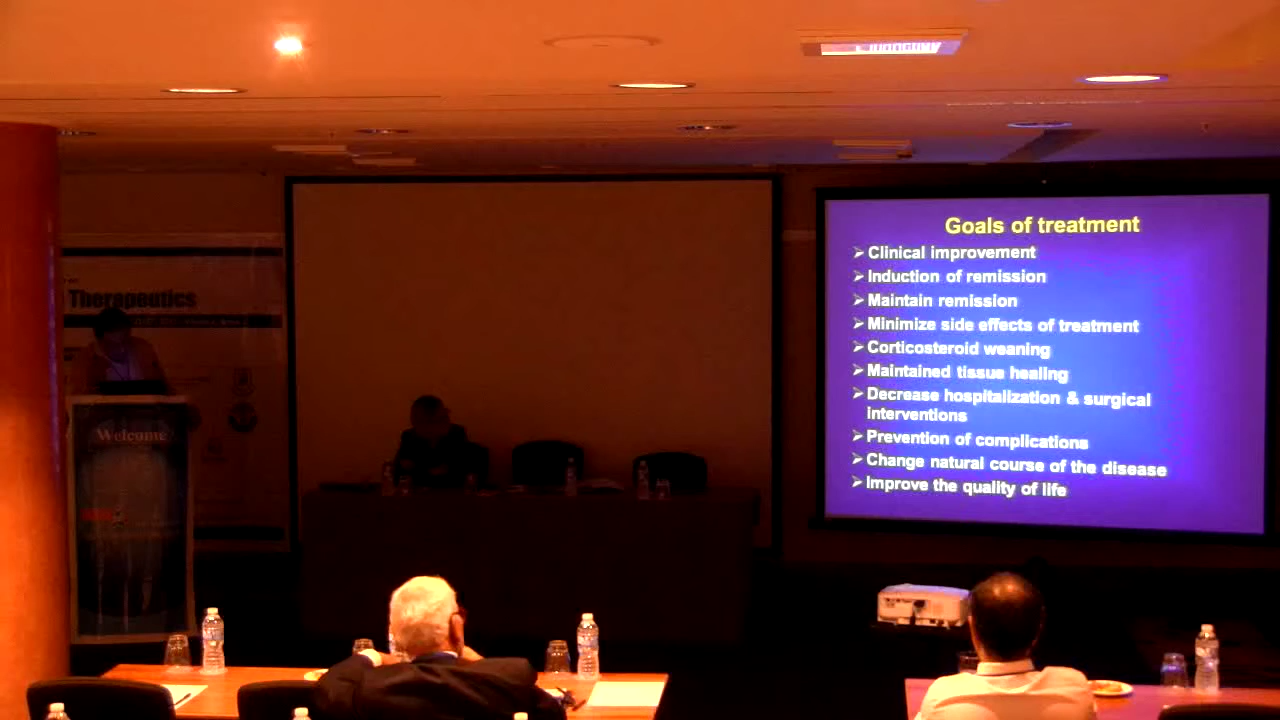 Therapeutics
Welcome
Goals of treatment
➢Clinical improvement
➢Induction of remission
➢Maintain remission
➢Minimize side effects of treatment
➢Corticosteroid weaning
➢Maintained tissue healing
➢Decrease hospitalization & surgical
interventions
➢Prevention of complications
➢Change natural course of the disease
➢Improve the quality of life